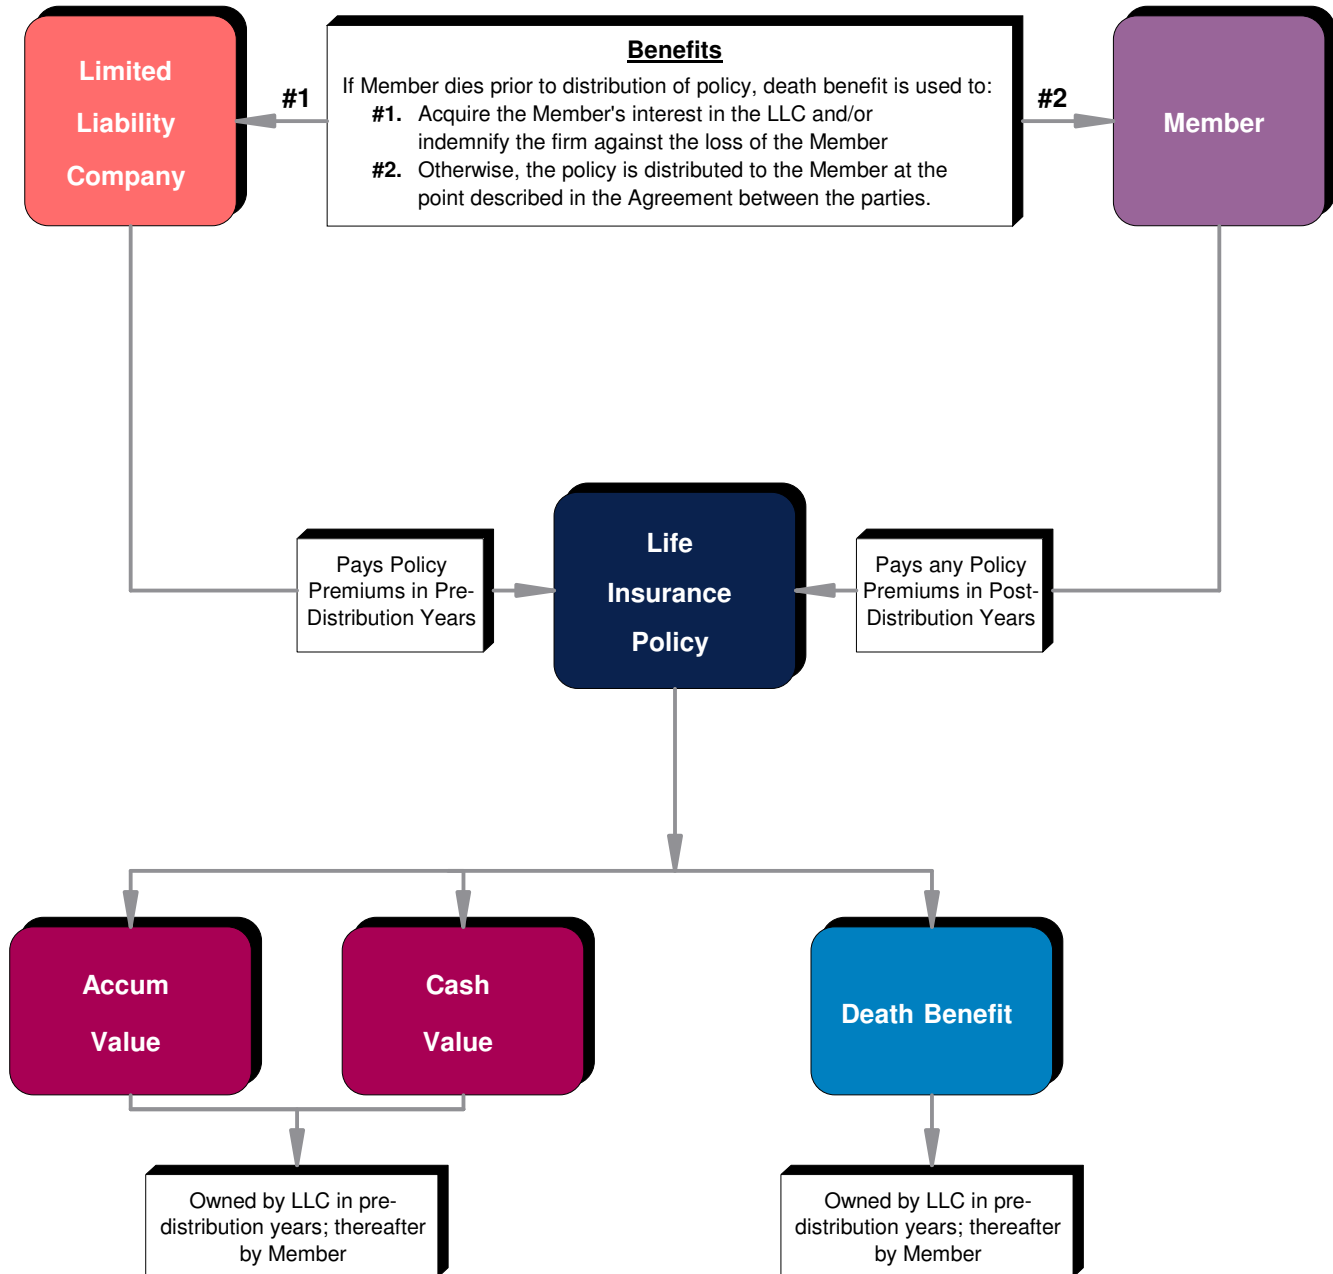 Limited
Liability
Company
#1
Benefits
If Member dies prior to distribution of policy, death benefit is used to:
#1. Acquire the Member's interest in the LLC and/or
indemnify the firm against the loss of the Member
#2. Otherwise, the policy is distributed to the Member at the
point described in the Agreement between the parties.
#2
Member
Pays Policy
Premiums in Pre-
Distribution Years
Life
Insurance
Policy
Pays any Policy
Premiums in Post-
Distribution Years
Accum
Value
Cash
Value
Death Benefit
Owned by LLC in pre-
distribution years; thereafter
by Member
Owned by LLC in pre-
distribution years; thereafter
by Member